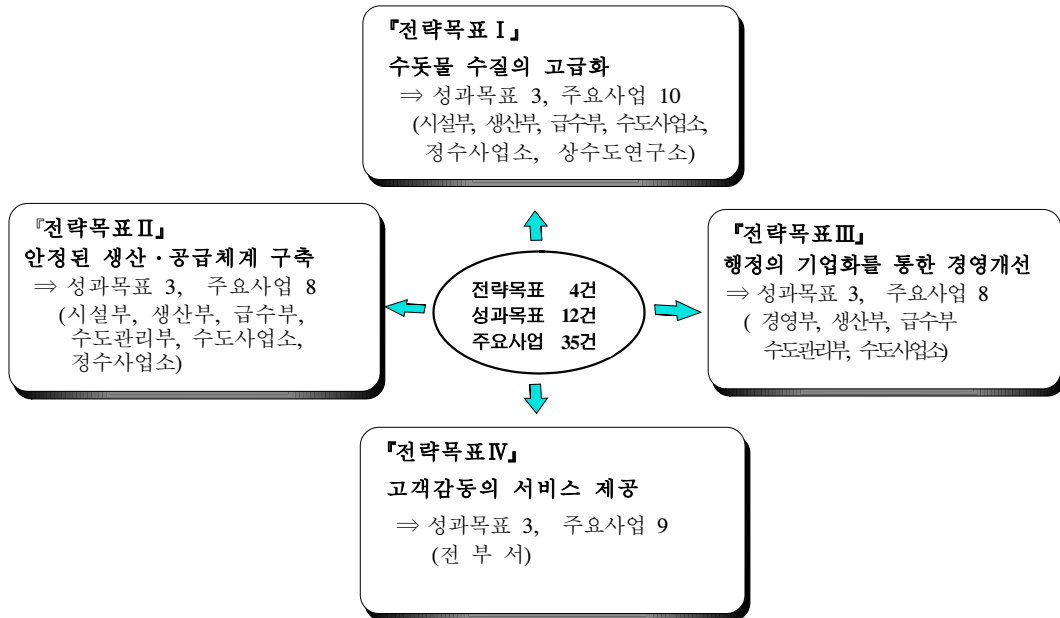 『전략목표Ⅰ』
수돗물 수질의 고급화
⇒ 성과목표 3, 주요사업 10
(시설부, 생산부, 급수부, 수도사업소,
정수사업소, 상수도연구소)
『전략목표Ⅱ』
안정된 생산·공급체계 구축
⇒ 성과목표 3, 주요사업 8
(시설부, 생산부, 급수부,
수도관리부, 수도사업소,
정수사업소)
전략목표 4건
성과목표 12건
주요사업 35건
『전략목표Ⅲ』
행정의 기업화를 통한 경영개선
⇒ 성과목표 3, 주요사업 8
( 경영부, 생산부, 급수부
수도관리부, 수도사업소)
『전략목표Ⅳ』
고객감동의 서비스 제공
⇒ 성과목표 3, 주요사업 9
(전 부 서)